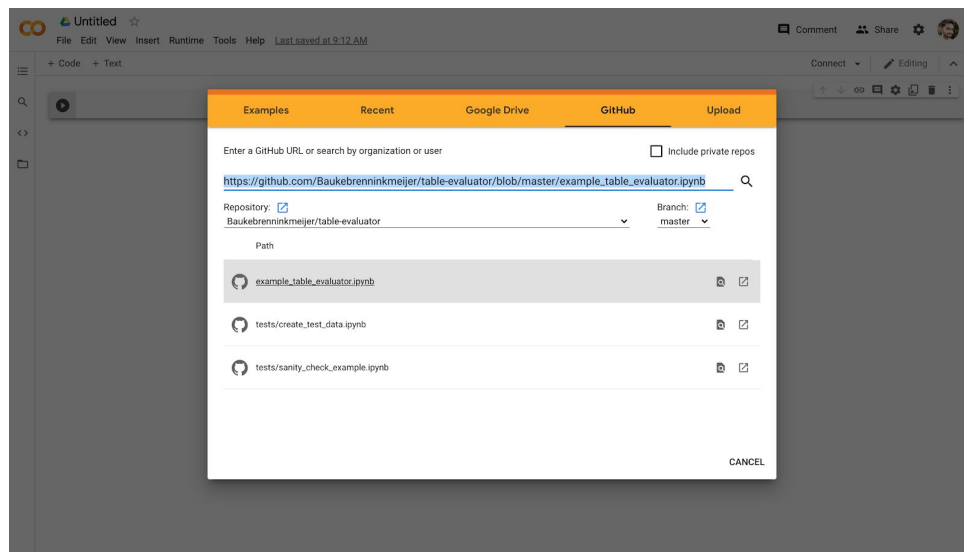 Untitled
File Edit View Insert Runtime Tools Help Last saved at 9:12 AM
Comment Share
+ Code + Text
Connect Editing
Examples Recent Google Drive GitHub Upload
Enter a GitHub URL or search by organization or user
Include private repos
https://github.com/Baukebrenninkmeijer/table-evaluator/blob/master/example_table_evaluator.ipynb
Repository: Branch:
Baukebrenninkmeijer/table-evaluator master
Path
example_table_evaluator.ipynb
tests/create_test_data.ipynb
tests/sanity_check_example.ipynb
CANCEL